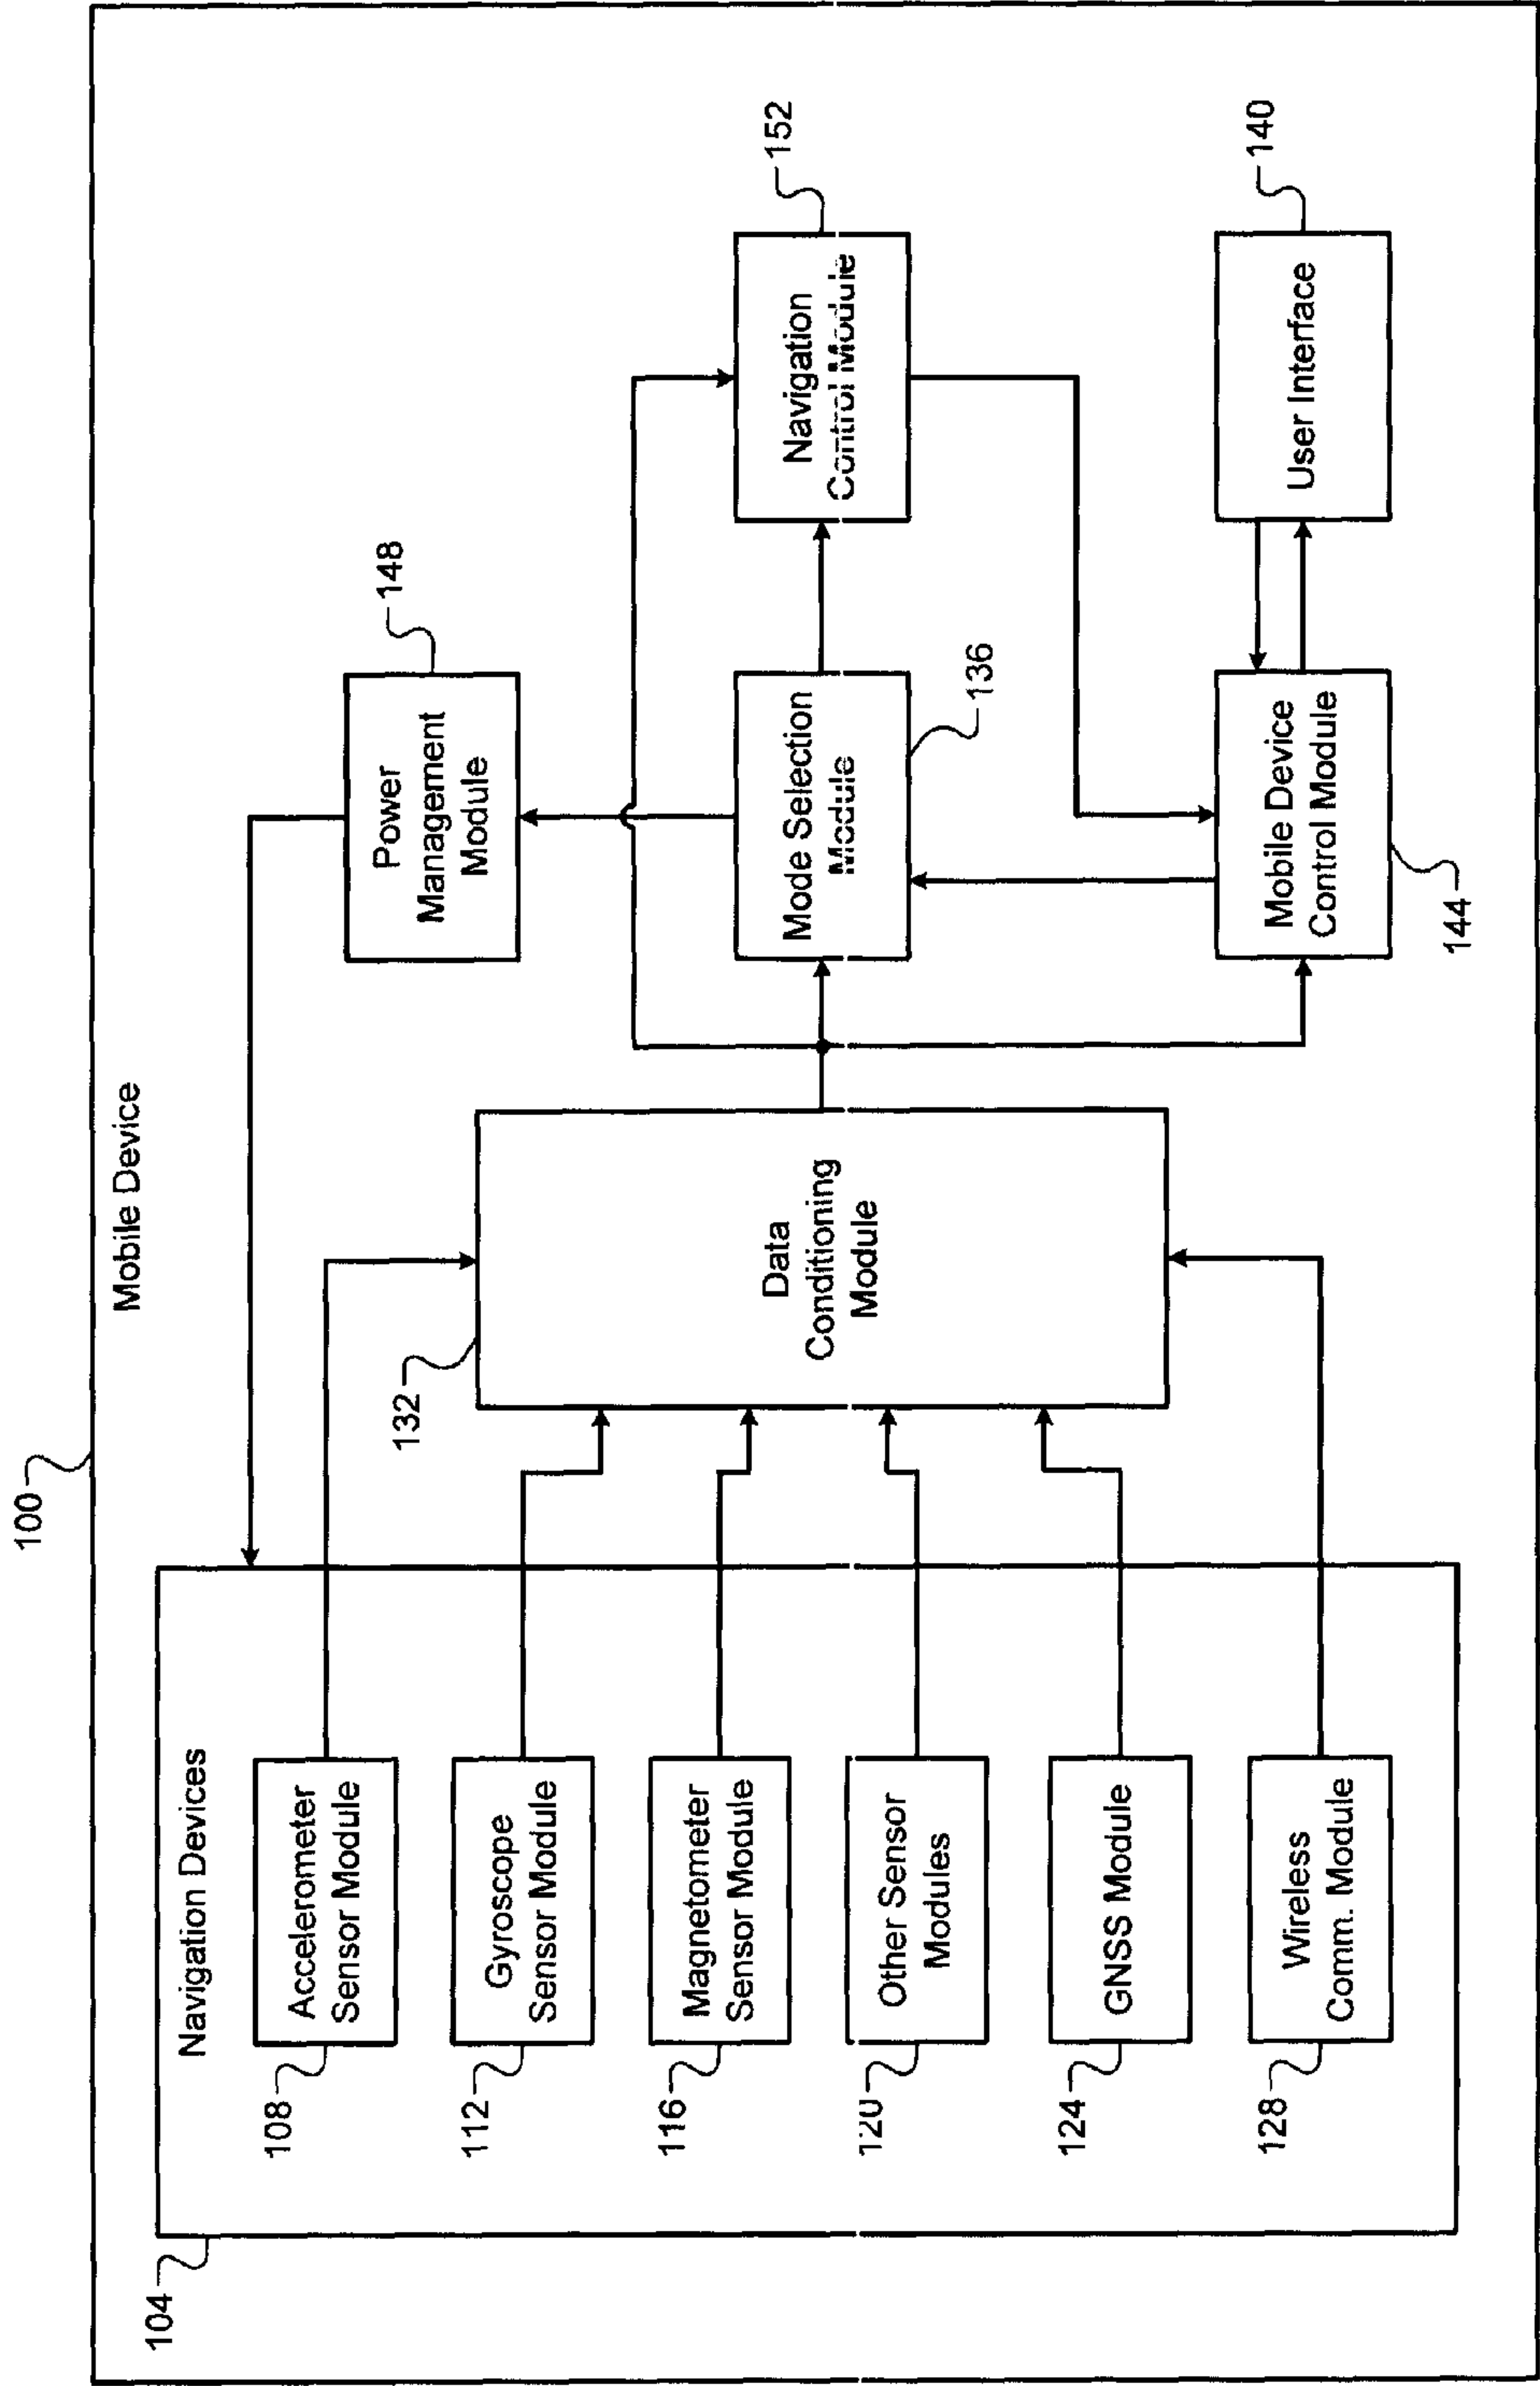 100
Mobile Device
104
Navigation Devices
108
Accelerometer
Sensor Module
112
Gyroscope
Sensor Module
116
Magnetometer
Sensor Module
120
Other Sensor
Modules
124
GNSS Module
128
Wireless
Comm. Module
132
Data
Conditioning
Module
Power
Management
Module
148
Mode Selection
Module
136
Navigation
Control Module
152
Mobile Device
Control Module
144
User Interface
140